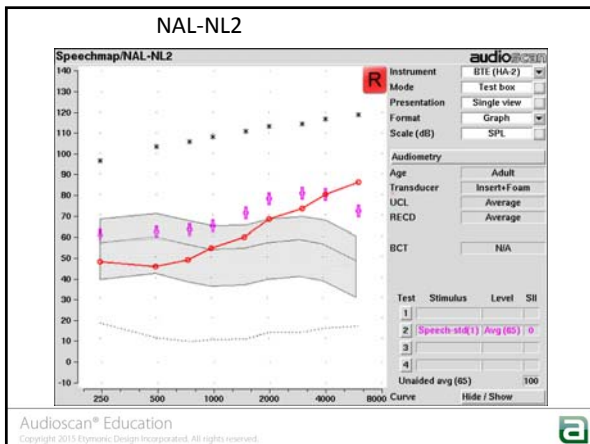 NAL-NL2
Speechmap/NAL-NL2
audioscan
140
130
120
110
100
90
80
70
60
50
40
30
20
10
0
-10
250
500
1000
2000
4000
8000
R
Instrument BTE (HA-2)
Mode Test box
Presentation Single view
Format Graph
Scale (dB) SPL
Audiometry
Age Adult
Transducer Insert+Foam
UCL Average
RECD Average
BCT N/A
Test Stimulus Level SII
1
2 Speech-std(1) Avg (65) 0
3
4
Unaided avg (65) 100
Curve Hide / Show
Audioscan® Education
Copyright 2015 Etymonic Design Incorporated. All rights reserved.
a